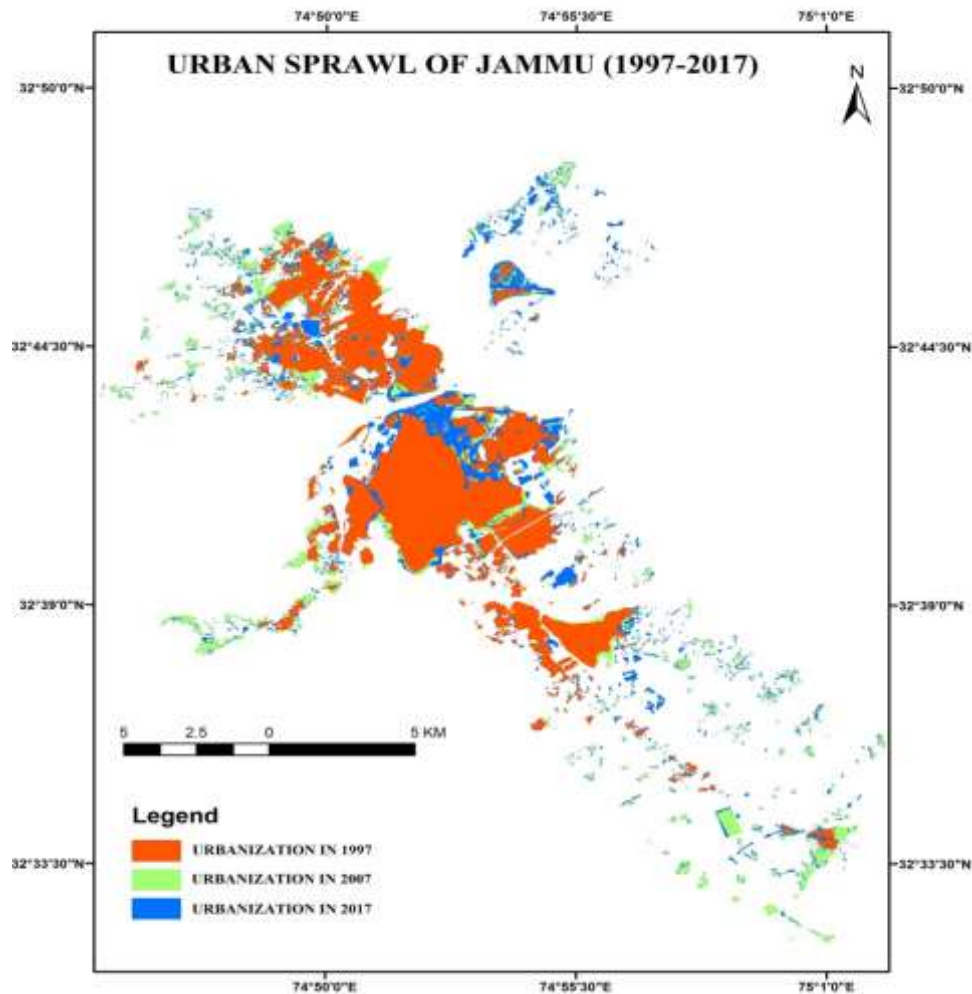 74°50'0"E 74°55'30"E 75°1'0"E
URBAN SPRAWL OF JAMMU (1997-2017)
N
32°50'0"N 32°50'0"N
32°44'30"N 32°44'30"N
32°39'0"N 32°39'0"N
5 2.5 0 5 KM
Legend
URBANIZATION IN 1997
32°33'30"N 32°33'30"N
URBANIZATION IN 2007
URBANIZATION IN 2017
74°50'0"E 74°55'30"E 75°1'0"E